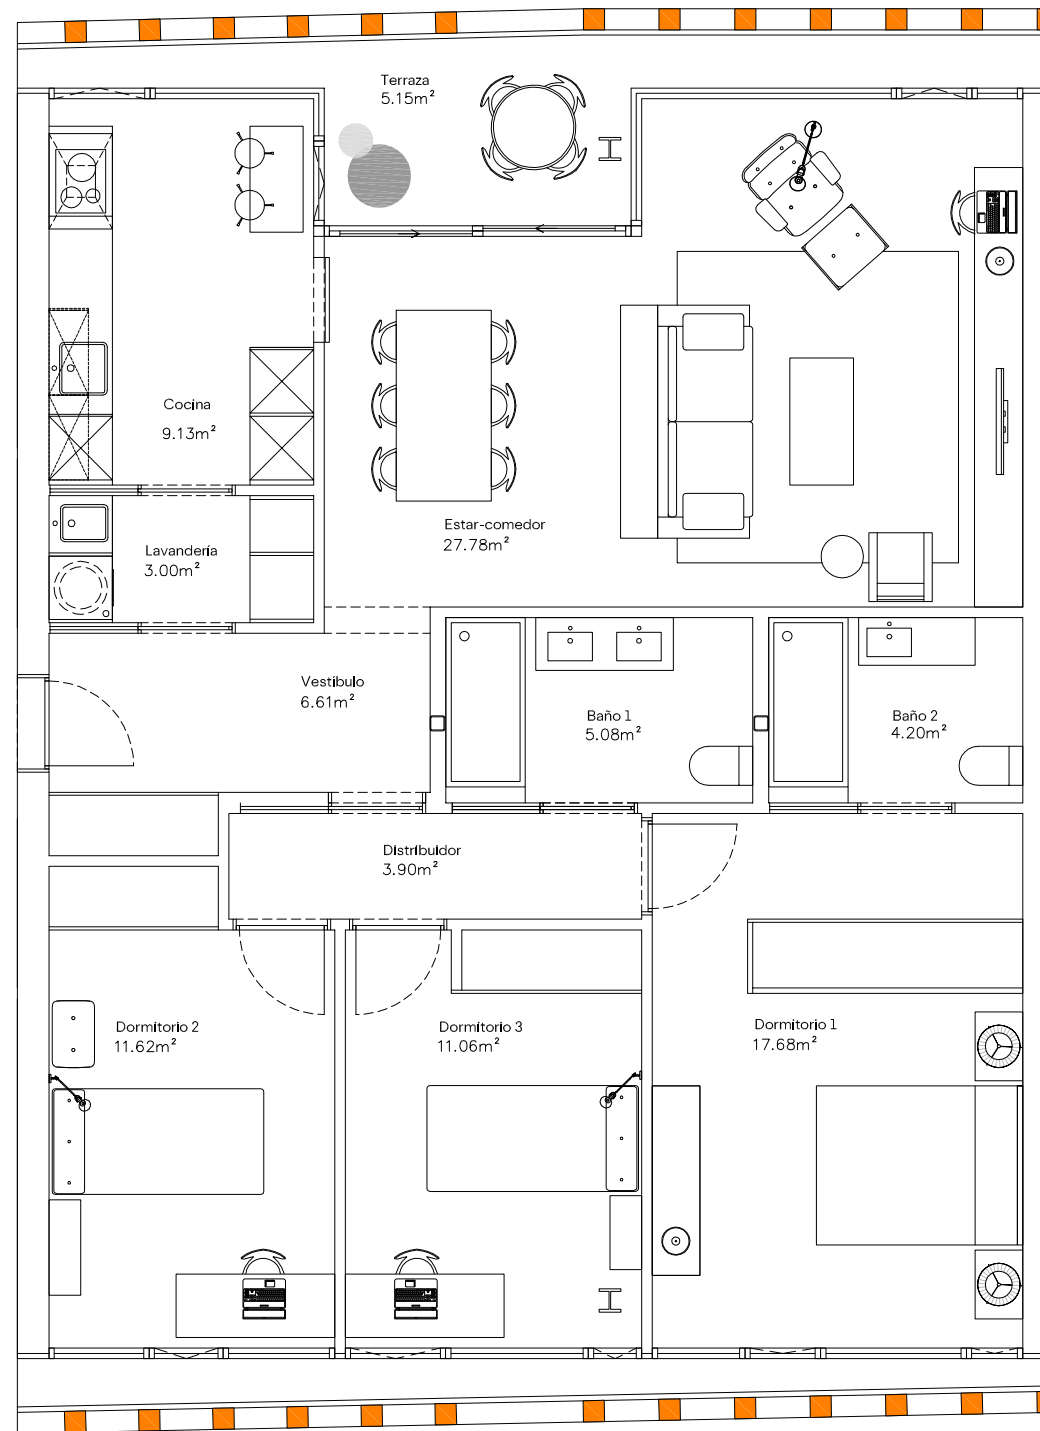 Terraza
5.15m²
Cocina
9.13m²
Estar-comedor
27.78m²
Lavandería
3.00m²
Vestíbulo
6.61m²
Baño 1
5.08m²
Baño 2
4.20m²
Distribuidor
3.90m²
Dormitorio 2
11.62m²
Dormitorio 3
11.06m²
Dormitorio 1
17.68m²